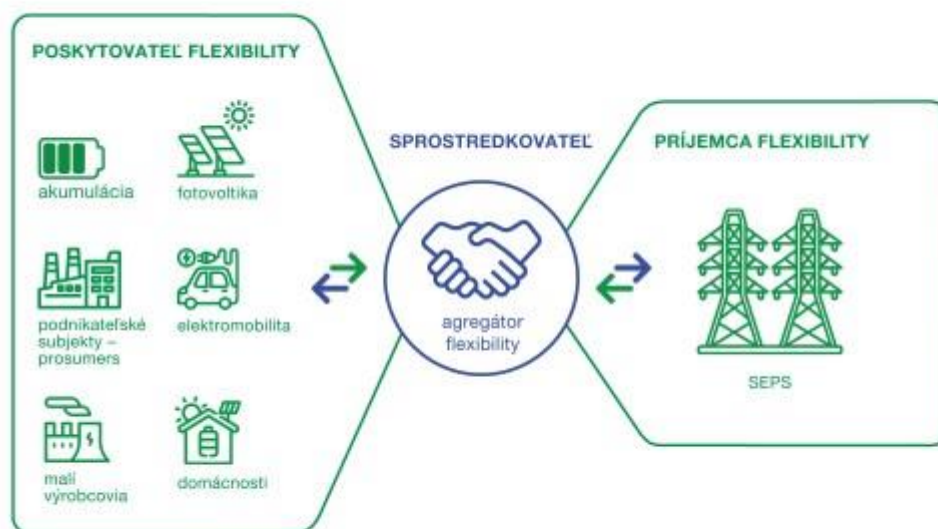 POSKYTOVATEĽ FLEXIBILITY
akumulácia
fotovoltika
podnikateľské
subjekty –
prosumers
elektromobilita
malí
výrobcovia
domácnosti
SPROSTREDKOVATEĽ
agregátor
flexibility
PRÍJEMCA FLEXIBILITY
SEPS